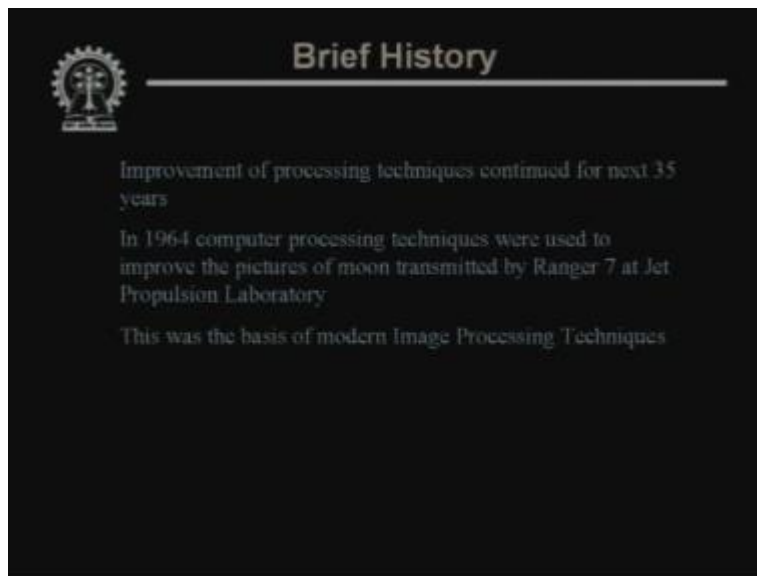 Brief History
Improvement of processing techniques continued for next 35
years
In 1964 computer processing techniques were used to
improve the pictures of moon transmitted by Ranger 7 at Jet
Propulsion Laboratory
This was the basis of modern Image Processing Techniques